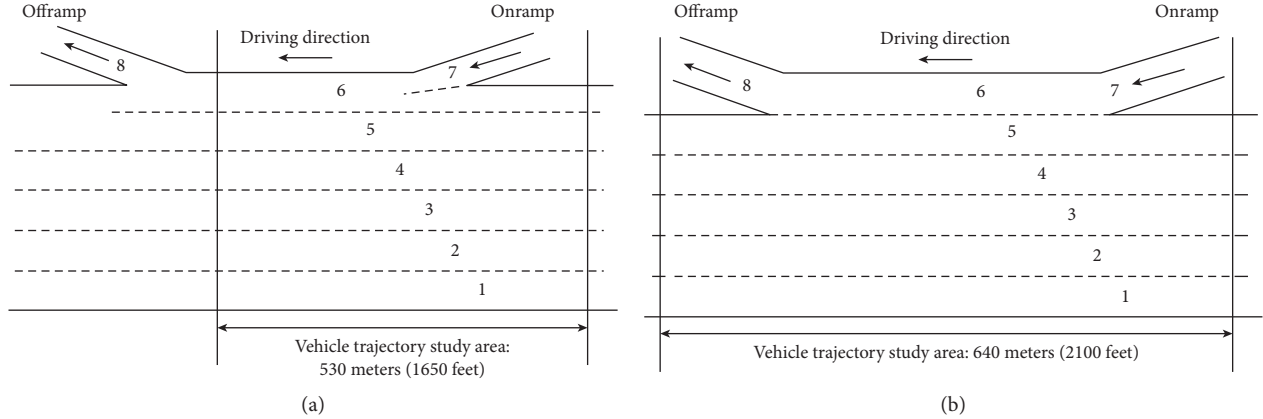 Offramp
Onramp
Driving direction
8
7
6
5
4
3
2
1
Vehicle trajectory study area:
530 meters (1650 feet)
(a)
Offramp
Onramp
Driving direction
8
7
6
5
4
3
2
1
Vehicle trajectory study area: 640 meters (2100 feet)
(b)